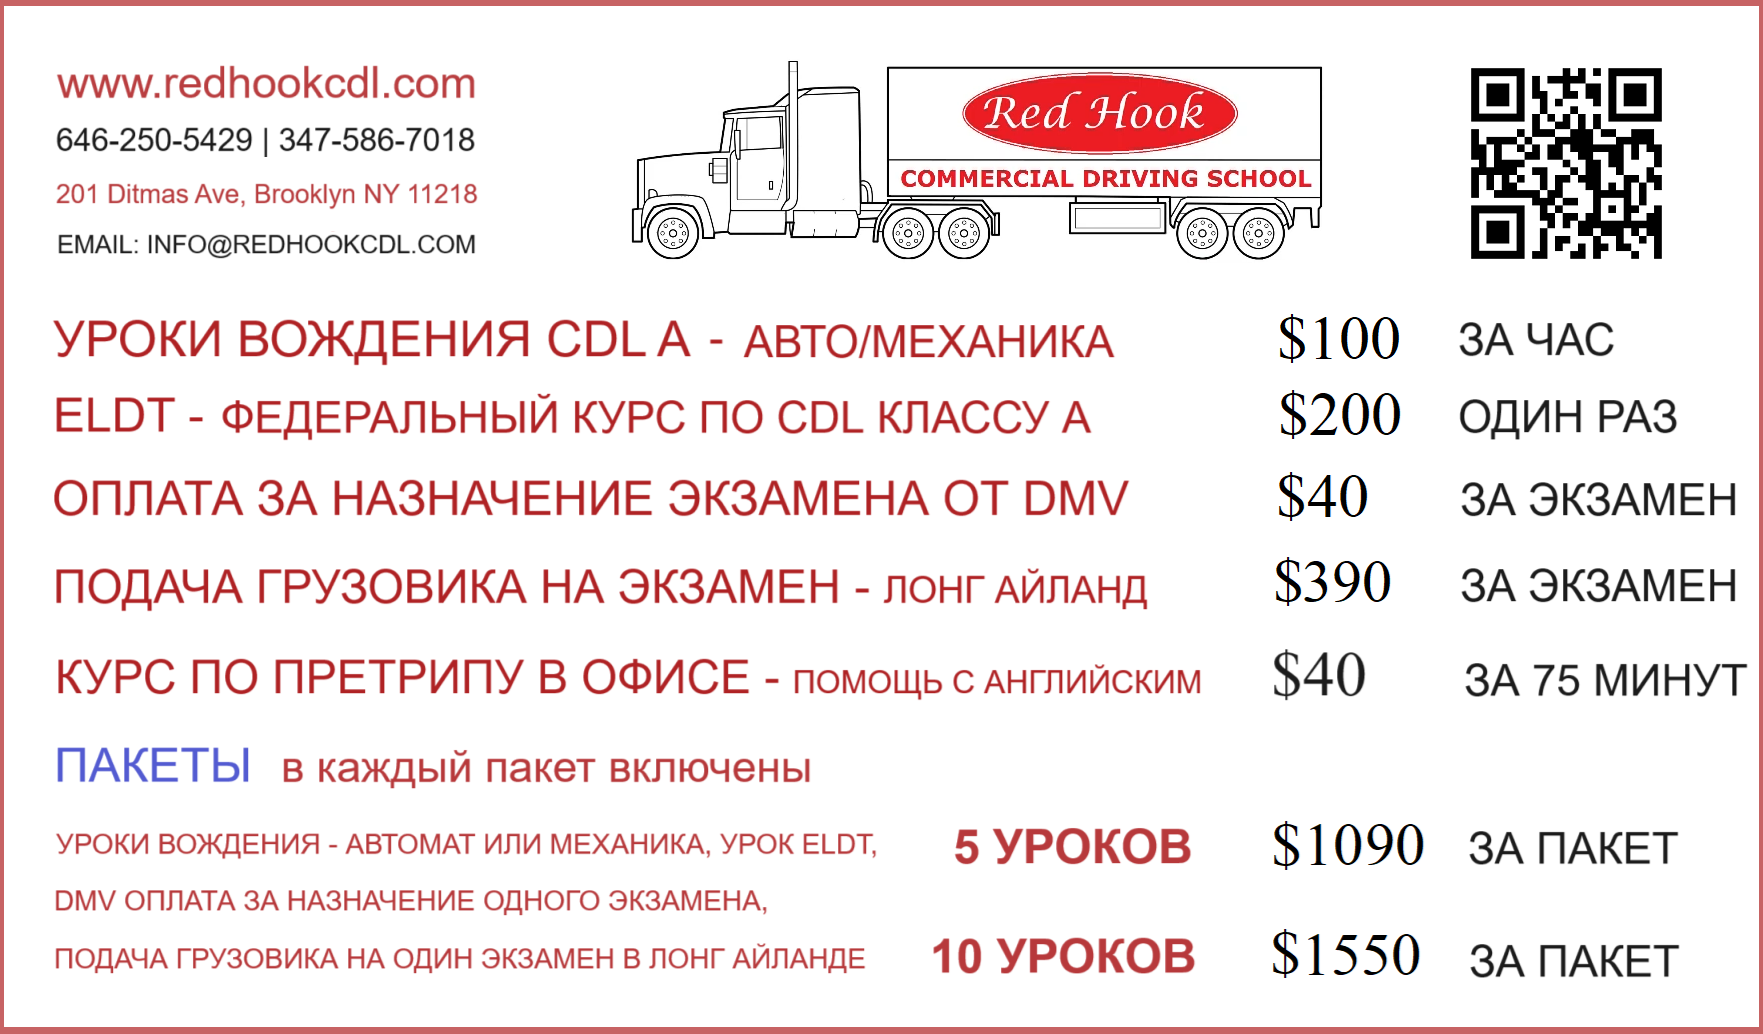 www.redhookcdl.com
646-250-5429 | 347-586-7018
201 Ditmas Ave, Brooklyn NY 11218
EMAIL: INFO@REDHOOKCDL.COM
Red Hook
COMMERCIAL DRIVING SCHOOL
УРОКИ ВОЖДЕНИЯ CDL A - АВТО/МЕХАНИКА $100 ЗА ЧАС
ELDT - ФЕДЕРАЛЬНЫЙ КУРС ПО CDL КЛАССУ А $200 ОДИН РАЗ
ОПЛАТА ЗА НАЗНАЧЕНИЕ ЭКЗАМЕНА ОТ DMV $40 ЗА ЭКЗАМЕН
ПОДАЧА ГРУЗОВИКА НА ЭКЗАМЕН - ЛОНГ АЙЛАНД $390 ЗА ЭКЗАМЕН
КУРС ПО ПРЕТРИПУ В ОФИСЕ - ПОМОЩЬ С АНГЛИЙСКИМ $40 ЗА 75 МИНУТ
ПАКЕТЫ в каждый пакет включены
УРОКИ ВОЖДЕНИЯ - АВТОМАТ ИЛИ МЕХАНИКА, УРОК ELDT,
DMV ОПЛАТА ЗА НАЗНАЧЕНИЕ ОДНОГО ЭКЗАМЕНА,
ПОДАЧА ГРУЗОВИКА НА ОДИН ЭКЗАМЕН В ЛОНГ АЙЛАНДЕ
5 УРОКОВ $1090 ЗА ПАКЕТ
10 УРОКОВ $1550 ЗА ПАКЕТ